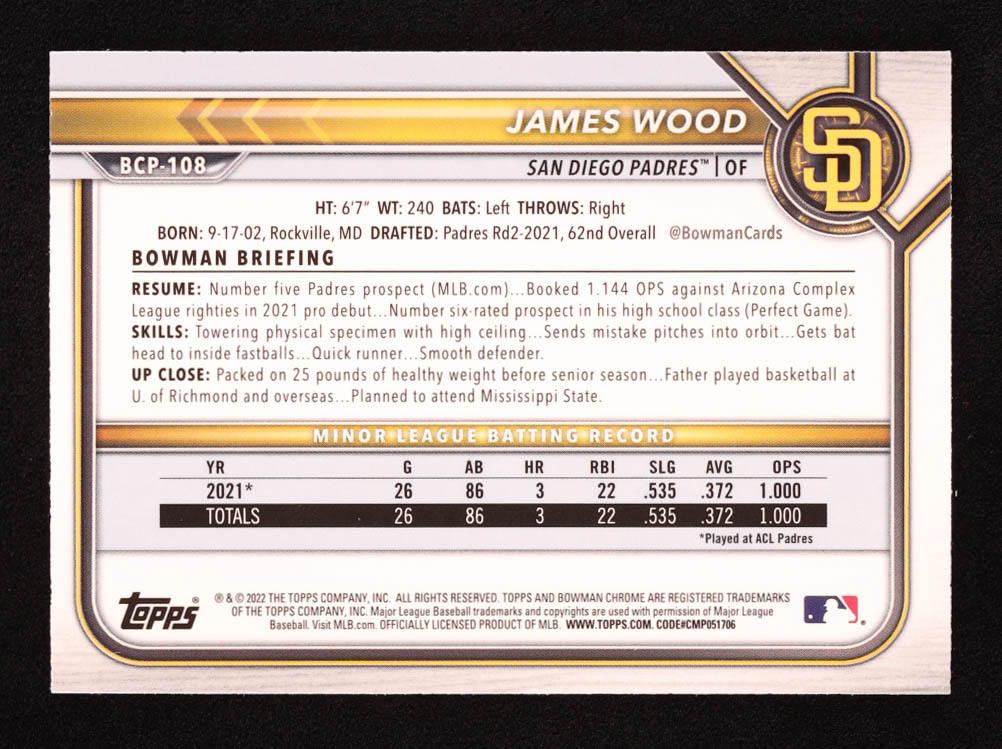 JAMES WOOD
SD
BCP-108
SAN DIEGO PADRES™ | OF
HT: 6'7" WT: 240 BATS: Left THROWS: Right
BORN: 9-17-02, Rockville, MD DRAFTED: Padres Rd2-2021, 62nd Overall @BowmanCards
BOWMAN BRIEFING
RESUME: Number five Padres prospect (MLB.com)...Booked 1.144 OPS against Arizona Complex
League righties in 2021 pro debut...Number six-rated prospect in his high school class (Perfect Game).
SKILLS: Towering physical specimen with high ceiling...Sends mistake pitches into orbit...Gets bat
head to inside fastballs...Quick runner...Smooth defender.
UP CLOSE: Packed on 25 pounds of healthy weight before senior season...Father played basketball at
U. of Richmond and overseas...Planned to attend Mississippi State.
MINOR LEAGUE BATTING RECORD
YR G AB HR RBI SLG AVG OPS
2021* 26 86 3 22 .535 .372 1.000
TOTALS 26 86 3 22 .535 .372 1.000
*Played at ACL Padres
Topps®
® & © 2022 THE TOPPS COMPANY, INC. ALL RIGHTS RESERVED. TOPPS AND BOWMAN CHROME ARE REGISTERED TRADEMARKS
OF THE TOPPS COMPANY, INC. Major League Baseball trademarks and copyrights are used with permission of Major League
Baseball. Visit MLB.com. OFFICIALLY LICENSED PRODUCT OF MLB. WWW.TOPPS.COM. CODE#CMP051706
®